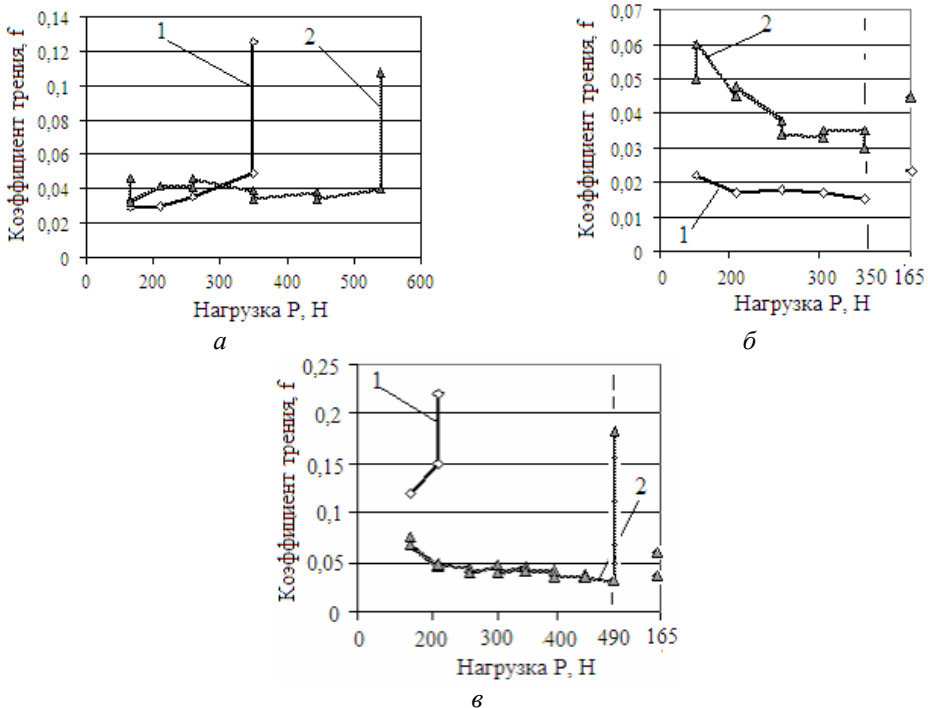 Коэффициент трения, f
0,14
0,12
0,1
0,08
0,06
0,04
0,02
0
1
2
0 200 300 400 500 600
Нагрузка P, Н
а
Коэффициент трения, f
0,07
0,06
0,05
0,04
0,03
0,02
0,01
0
2
1
0 200 300 350 165
Нагрузка P, Н
б
Коэффициент трения, f
0,25
0,2
0,15
0,1
0,05
0
1
2
0 200 300 400 490 165
Нагрузка P, Н
в